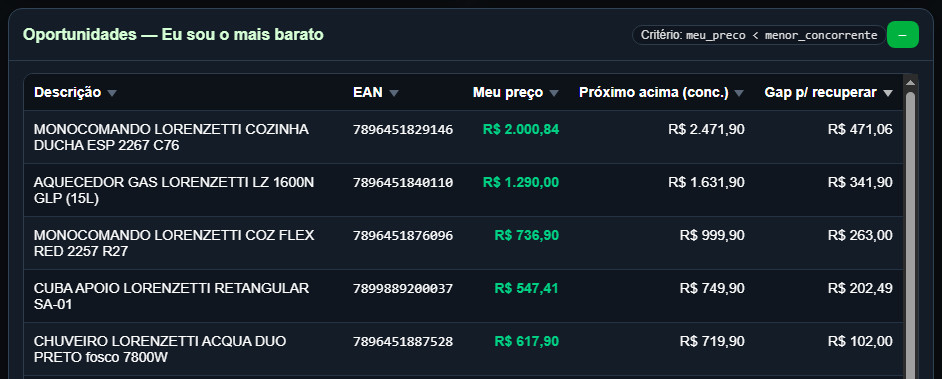 Oportunidades — Eu sou o mais barato
Critério: meu_preco < menor_concorrente
–
Descrição EAN Meu preço Próximo acima (conc.) Gap p/ recuperar
MONOCOMANDO LORENZETTI COZINHA 7896451829146 R$ 2.000,84 R$ 2.471,90 R$ 471,06
DUCHA ESP 2267 C76
AQUECEDOR GAS LORENZETTI LZ 1600N 7896451840110 R$ 1.290,00 R$ 1.631,90 R$ 341,90
GLP (15L)
MONOCOMANDO LORENZETTI COZ FLEX 7896451876096 R$ 736,90 R$ 999,90 R$ 263,00
RED 2257 R27
CUBA APOIO LORENZETTI RETANGULAR 7899889200037 R$ 547,41 R$ 749,90 R$ 202,49
SA-01
CHUVEIRO LORENZETTI ACQUA DUO 7896451887528 R$ 617,90 R$ 719,90 R$ 102,00
PRETO fosco 7800W